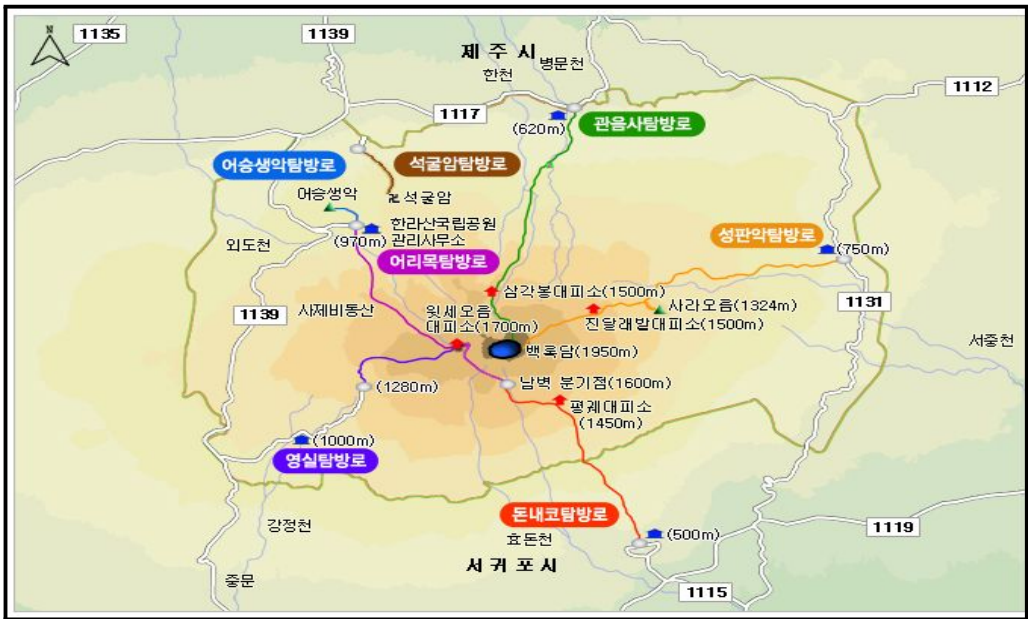 N
1135
1139
제 주 시
한천
병문천
1112
1117
(620m)
관음사탐방로
어승생악탐방로
석굴암탐방로
어승생악
卍석굴암
한라산국립공원
관리사무소
(970m)
외도천
어리목탐방로
성판악탐방로
(750m)
삼각봉대피소(1500m)
사라오름(1324m)
1131
진달래밭대피소(1500m)
1139
사제비동산
윗세오름
대피소(1700m)
서중천
백록담(1950m)
(1280m)
남벽 분기점(1600m)
평궤대피소
(1450m)
(1000m)
영실탐방로
돈내코탐방로
강정천
효돈천
(500m)
1119
서 귀 포 시
중문
1115